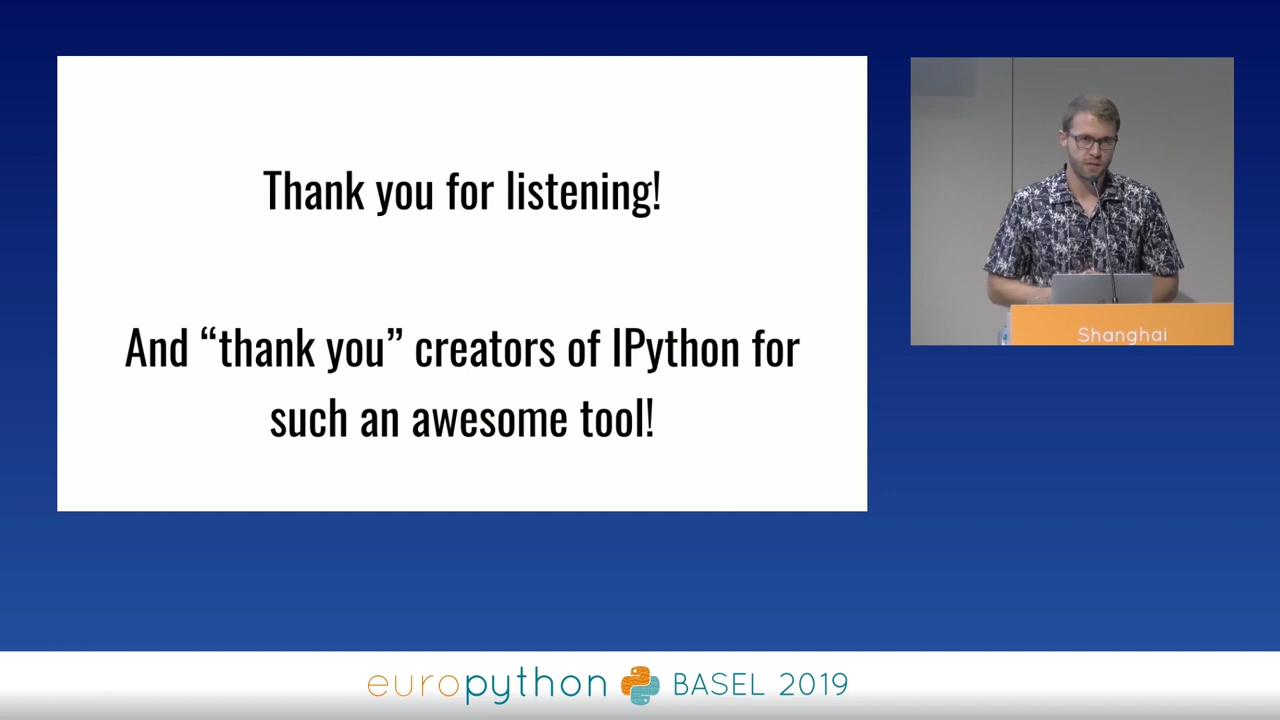 Thank you for listening!
And “thank you” creators of IPython for
such an awesome tool!
Shanghai
europython BASEL 2019